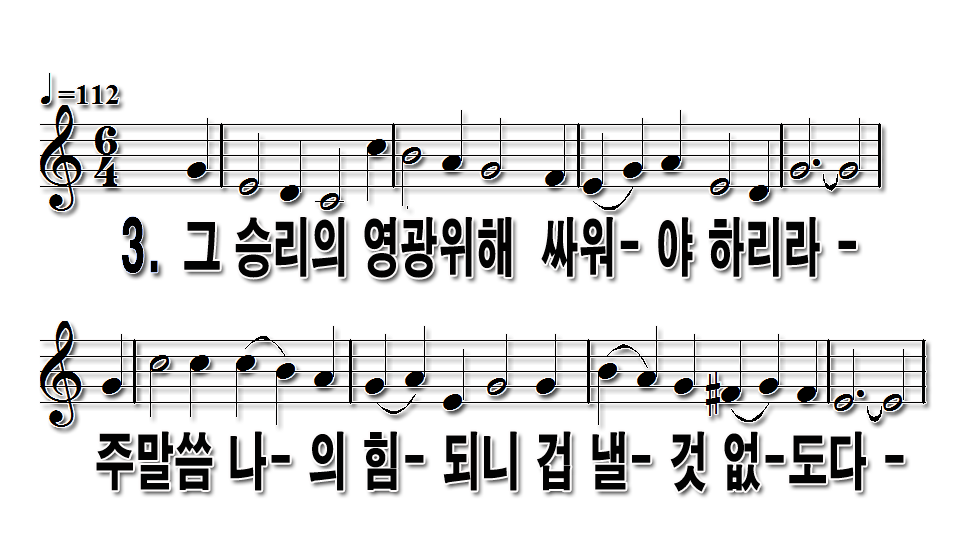 ♩=112
6
4
3. 그 승리의 영광위해 싸워- 야 하리라 -
주말씀 나- 의 힘- 되니 겁 낼- 것 없-도다 -